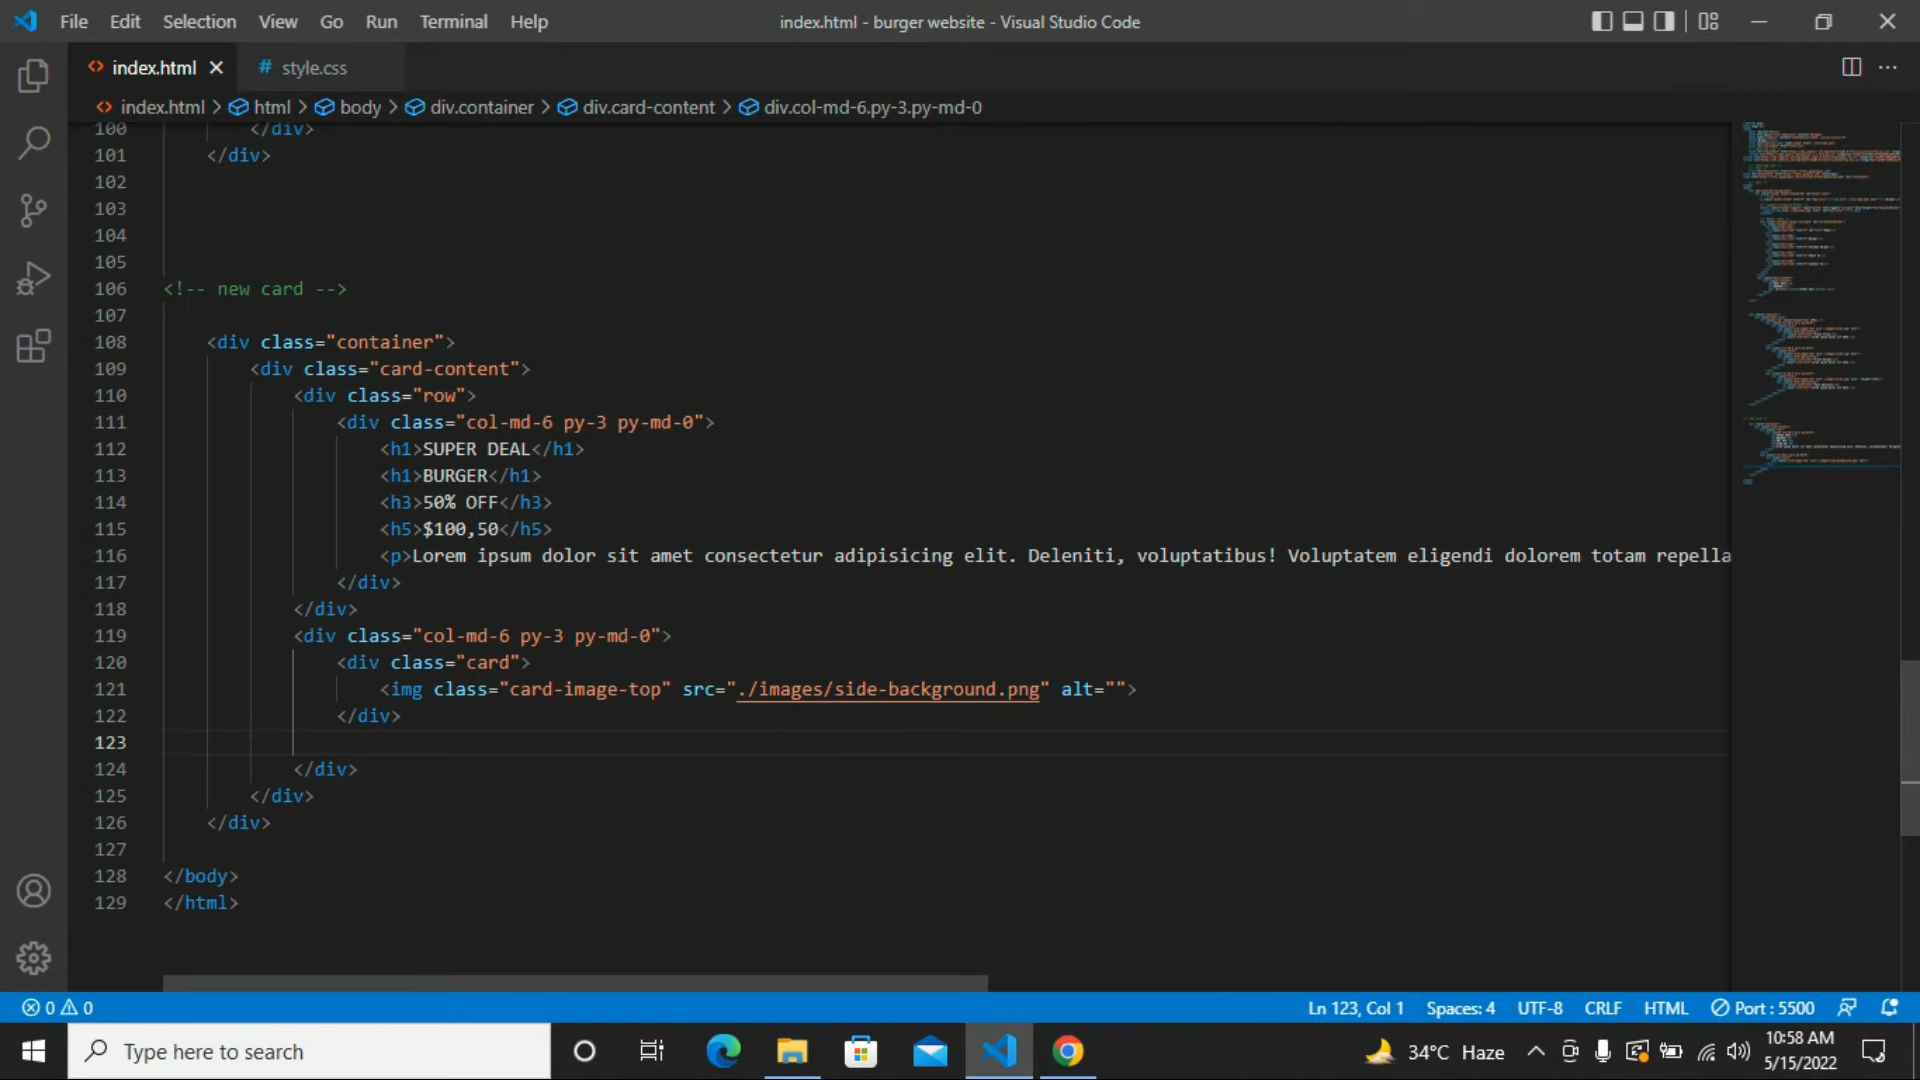 File Edit Selection View Go Run Terminal Help index.html - burger website - Visual Studio Code
index.html style.css
index.html > html > body > div.container > div.card-content > div.col-md-6.py-3.py-md-0
100 </div>
101 </div>
102
103
104
105
106 <!-- new card -->
107
108 <div class="container">
109 <div class="card-content">
110 <div class="row">
111 <div class="col-md-6 py-3 py-md-0">
112 <h1>SUPER DEAL</h1>
113 <h1>BURGER</h1>
114 <h3>50% OFF</h3>
115 <h5>$100,50</h5>
116 <p>Lorem ipsum dolor sit amet consectetur adipisicing elit. Deleniti, voluptatibus! Voluptatem eligendi dolorem totam repella
117 </div>
118 </div>
119 <div class="col-md-6 py-3 py-md-0">
120 <div class="card">
121 <img class="card-image-top" src="./images/side-background.png" alt="">
122 </div>
123
124 </div>
125 </div>
126 </div>
127
128 </body>
129 </html>
0 0 Ln 123, Col 1 Spaces: 4 UTF-8 CRLF HTML Port : 5500
Type here to search 34°C Haze 10:58 AM
5/15/2022